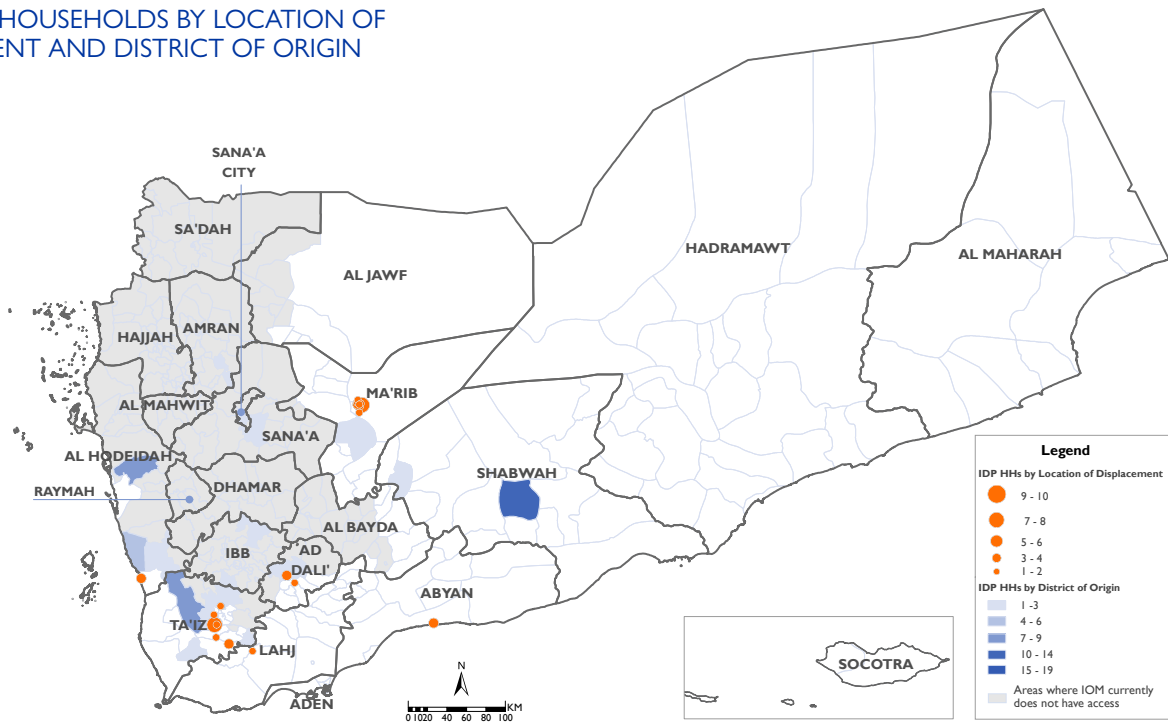 HOUSEHOLDS BY LOCATION OF
ENT AND DISTRICT OF ORIGIN
SANA'A
CITY
SA'DAH
AL JAWF
HADRAMAWT
AL MAHARAH
HAJJAH
AMRAN
MA'RIB
AL MAHWIT
SANA'A
AL HODEIDAH
SHABWAH
RAYMAH
DHAMAR
AL BAYDA
IBB
'AD
DALI'
ABYAN
TA'IZ
LAHJ
ADEN
SOCOTRA
N
0 10 20 40 60 80 100 KM
Legend
IDP HHs by Location of Displacement
9 - 10
7 - 8
5 - 6
3 - 4
1 - 2
IDP HHs by District of Origin
1 -3
4 - 6
7 - 9
10 - 14
15 - 19
Areas where IOM currently
does not have access